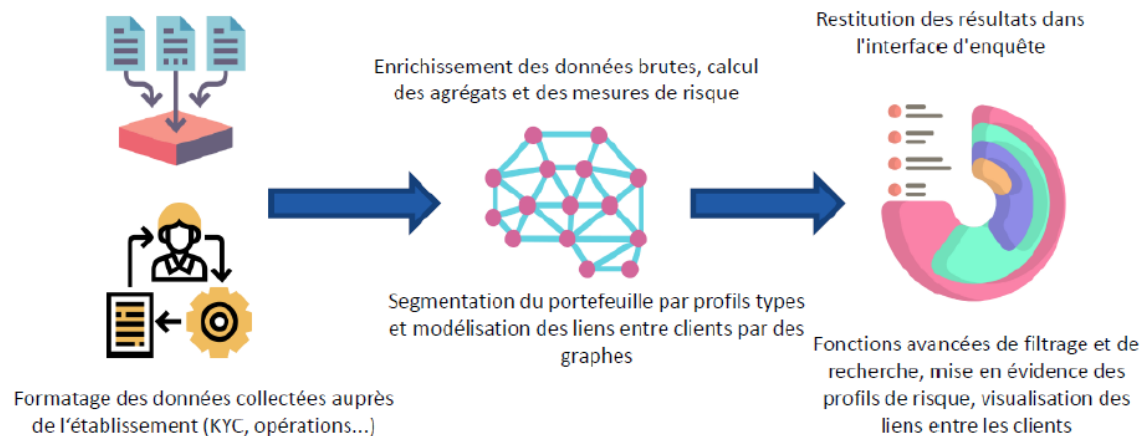 Formatage des données collectées auprès
de l'établissement (KYC, opérations...)
Enrichissement des données brutes, calcul
des agrégats et des mesures de risque
Segmentation du portefeuille par profils types
et modélisation des liens entre clients par des
graphes
Restitution des résultats dans
l'interface d'enquête
Fonctions avancées de filtrage et de
recherche, mise en évidence des
profils de risque, visualisation des
liens entre les clients